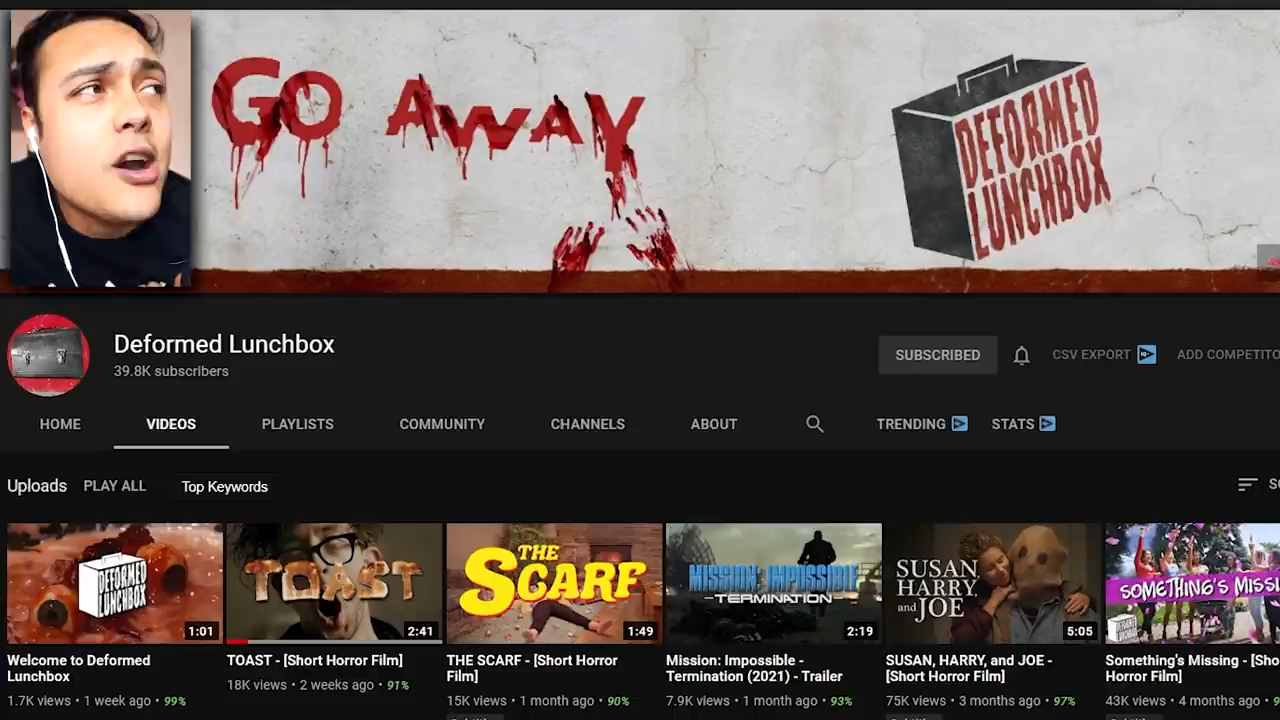 GO AWAY
DEFORMED
LUNCHBOX
Deformed Lunchbox
39.8K subscribers
SUBSCRIBED
CSV EXPORT
ADD
HOME
VIDEOS
PLAYLISTS
COMMUNITY
CHANNELS
ABOUT
TRENDING
STATS
Uploads
PLAY ALL
Top Keywords
DEFORMED
LUNCHBOX
1:01
TOAST
2:41
THE
SCARF
1:49
MISSION: IMPOSSIBLE
-TERMINATION-
2:19
SUSAN
HARRY,
and JOE
5:05
SOMETHING'S
DEFORMED
LUNCHBOX
Welcome to Deformed
Lunchbox
1.7K views • 1 week ago • 99%
TOAST - [Short Horror Film]
18K views • 2 weeks ago • 91%
THE SCARF - [Short Horror
Film]
15K views • 1 month ago • 90%
Mission: Impossible -
Termination (2021) - Trailer
7.9K views • 1 month ago • 93%
SUSAN, HARRY, and JOE -
[Short Horror Film]
75K views • 3 months ago • 97%
Something's Missing -
Horror Film]
43K views • 4 months ago •